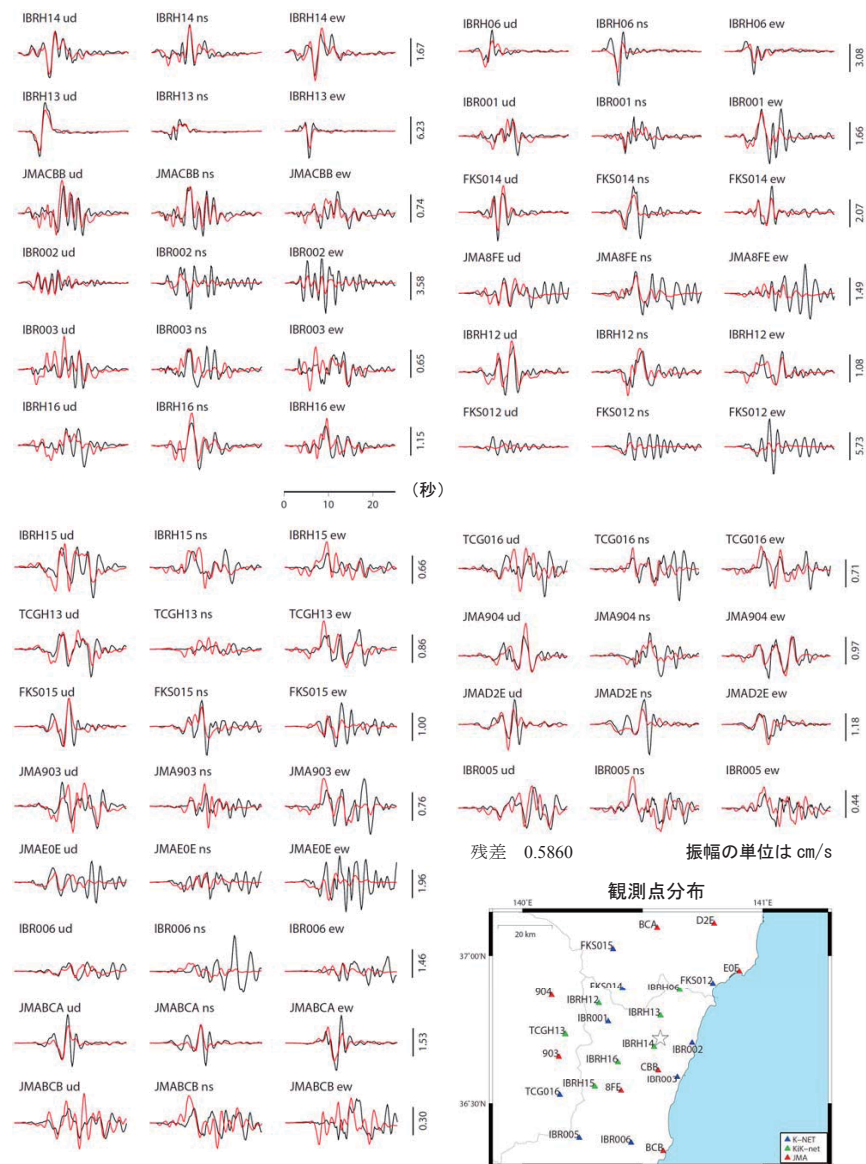 IBRH14 ud IBRH14 ns IBRH14 ew 1.67
IBRH13 ud IBRH13 ns IBRH13 ew 6.23
JMACBB ud JMACBB ns JMACBB ew 0.74
IBR002 ud IBR002 ns IBR002 ew 3.58
IBR003 ud IBR003 ns IBR003 ew 0.65
IBRH16 ud IBRH16 ns IBRH16 ew 1.15
IBRH06 ud IBRH06 ns IBRH06 ew 3.08
IBR001 ud IBR001 ns IBR001 ew 1.66
FKS014 ud FKS014 ns FKS014 ew 2.07
JMA8FE ud JMA8FE ns JMA8FE ew 1.49
IBRH12 ud IBRH12 ns IBRH12 ew 1.08
FKS012 ud FKS012 ns FKS012 ew 5.73
(秒)
0 10 20
IBRH15 ud IBRH15 ns IBRH15 ew 0.66
TCGH13 ud TCGH13 ns TCGH13 ew 0.86
FKS015 ud FKS015 ns FKS015 ew 1.00
JMA903 ud JMA903 ns JMA903 ew 0.76
JMAE0E ud JMAE0E ns JMAE0E ew 1.96
IBR006 ud IBR006 ns IBR006 ew 1.46
JMABCA ud JMABCA ns JMABCA ew 1.53
JMABCB ud JMABCB ns JMABCB ew 0.30
TCG016 ud TCG016 ns TCG016 ew 0.71
JMA904 ud JMA904 ns JMA904 ew 0.97
JMAD2E ud JMAD2E ns JMAD2E ew 1.18
IBR005 ud IBR005 ns IBR005 ew 0.44
残差 0.5860 振幅の単位は cm/s
観測点分布
140°E 141°E
20 km
BCA D2E
37°00'N
FKS015
E0E
FKS014 IBRH06 FKS012
904
IBRH12
IBR001 IBRH13
TCGH13
IBRH14 IBR002
903
IBRH16 CBB
IBRH15 8FE IBR003
TCG016
36°30'N
IBR005 IBR006 BCB
K-NET
KiK-net
JMA